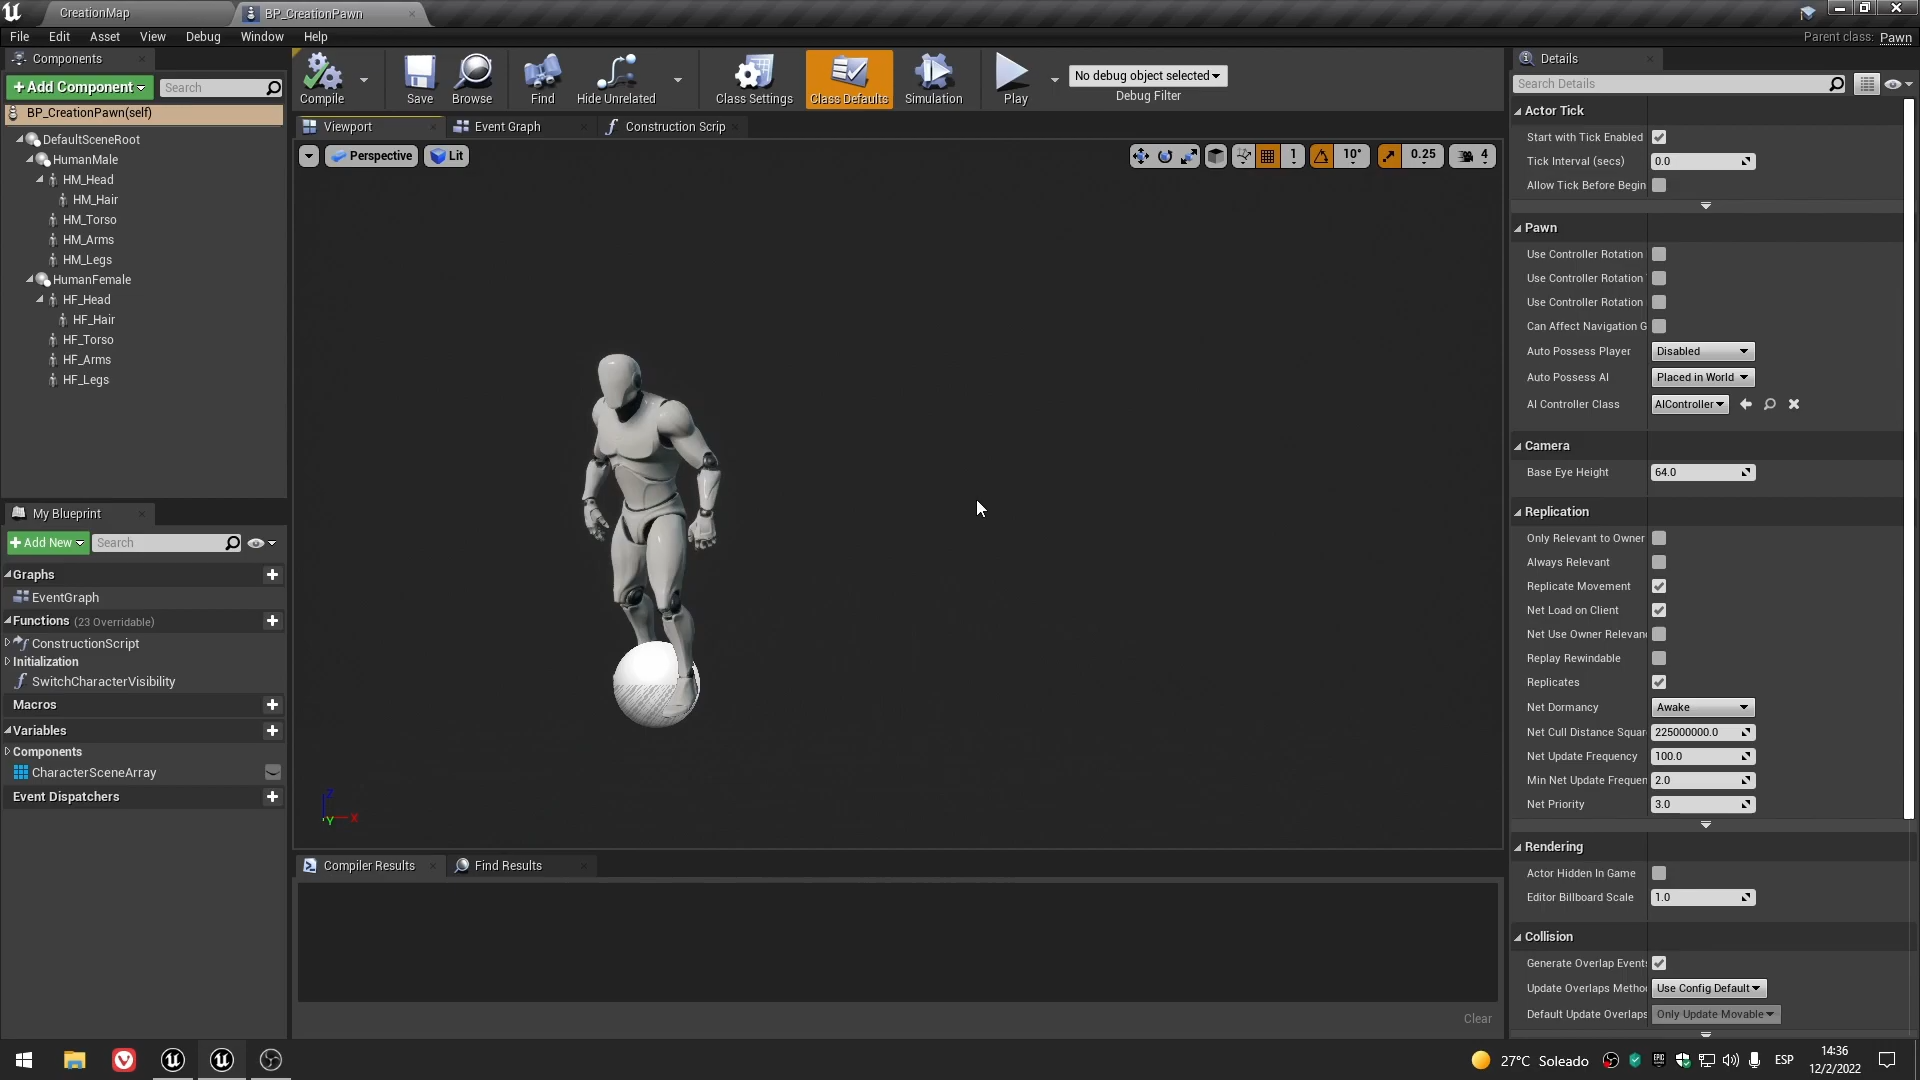 CreationMap
BP_CreationPawn
File Edit Asset View Debug Window Help
Parent class: Pawn
Components
+Add Component
Search
BP_CreationPawn(self)
DefaultSceneRoot
HumanMale
HM_Head
HM_Hair
HM_Torso
HM_Arms
HM_Legs
HumanFemale
HF_Head
HF_Hair
HF_Torso
HF_Arms
HF_Legs
My Blueprint
+Add New
Search
Graphs
EventGraph
Functions (23 Overridable)
ConstructionScript
Initialization
SwitchCharacterVisibility
Macros
Variables
Components
CharacterSceneArray
Event Dispatchers
Compile Save Browse Find Hide Unrelated Class Settings Class Defaults Simulation Play
No debug object selected
Debug Filter
Viewport Event Graph Construction Scrip
Perspective Lit
1 10° 0.25 4
Z
Y X
Compiler Results Find Results
Clear
Details
Search Details
Actor Tick
Start with Tick Enabled
Tick Interval (secs) 0.0
Allow Tick Before Begin
Pawn
Use Controller Rotation
Use Controller Rotation
Use Controller Rotation
Can Affect Navigation G
Auto Possess Player Disabled
Auto Possess AI Placed in World
AI Controller Class AIController
Camera
Base Eye Height 64.0
Replication
Only Relevant to Owner
Always Relevant
Replicate Movement
Net Load on Client
Net Use Owner Relevan
Replay Rewindable
Replicates
Net Dormancy Awake
Net Cull Distance Squar 225000000.0
Net Update Frequency 100.0
Min Net Update Frequen 2.0
Net Priority 3.0
Rendering
Actor Hidden In Game
Editor Billboard Scale 1.0
Collision
Generate Overlap Event
Update Overlaps Metho Use Config Default
Default Update Overlaps Only Update Movable
27°C Soleado
ESP
14:36
12/2/2022